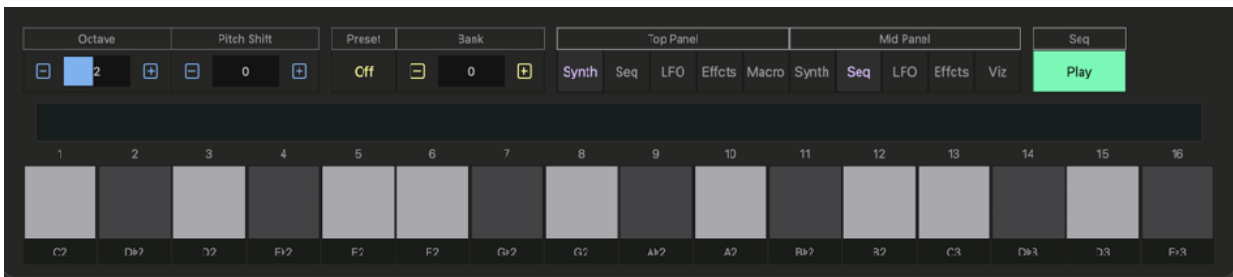 Octave Pitch Shift Preset Bank Top Panel Mid Panel Seq
2 0 Off 0 Synth Seq LFO Effcts Macro Synth Seq LFO Effcts Viz Play
1 2 3 4 5 6 7 8 9 10 11 12 13 14 15 16
C2 D♭2 D2 E♭2 E2 F2 G♭2 G2 A♭2 A2 B♭2 B2 C3 D♭3 D3 E♭3